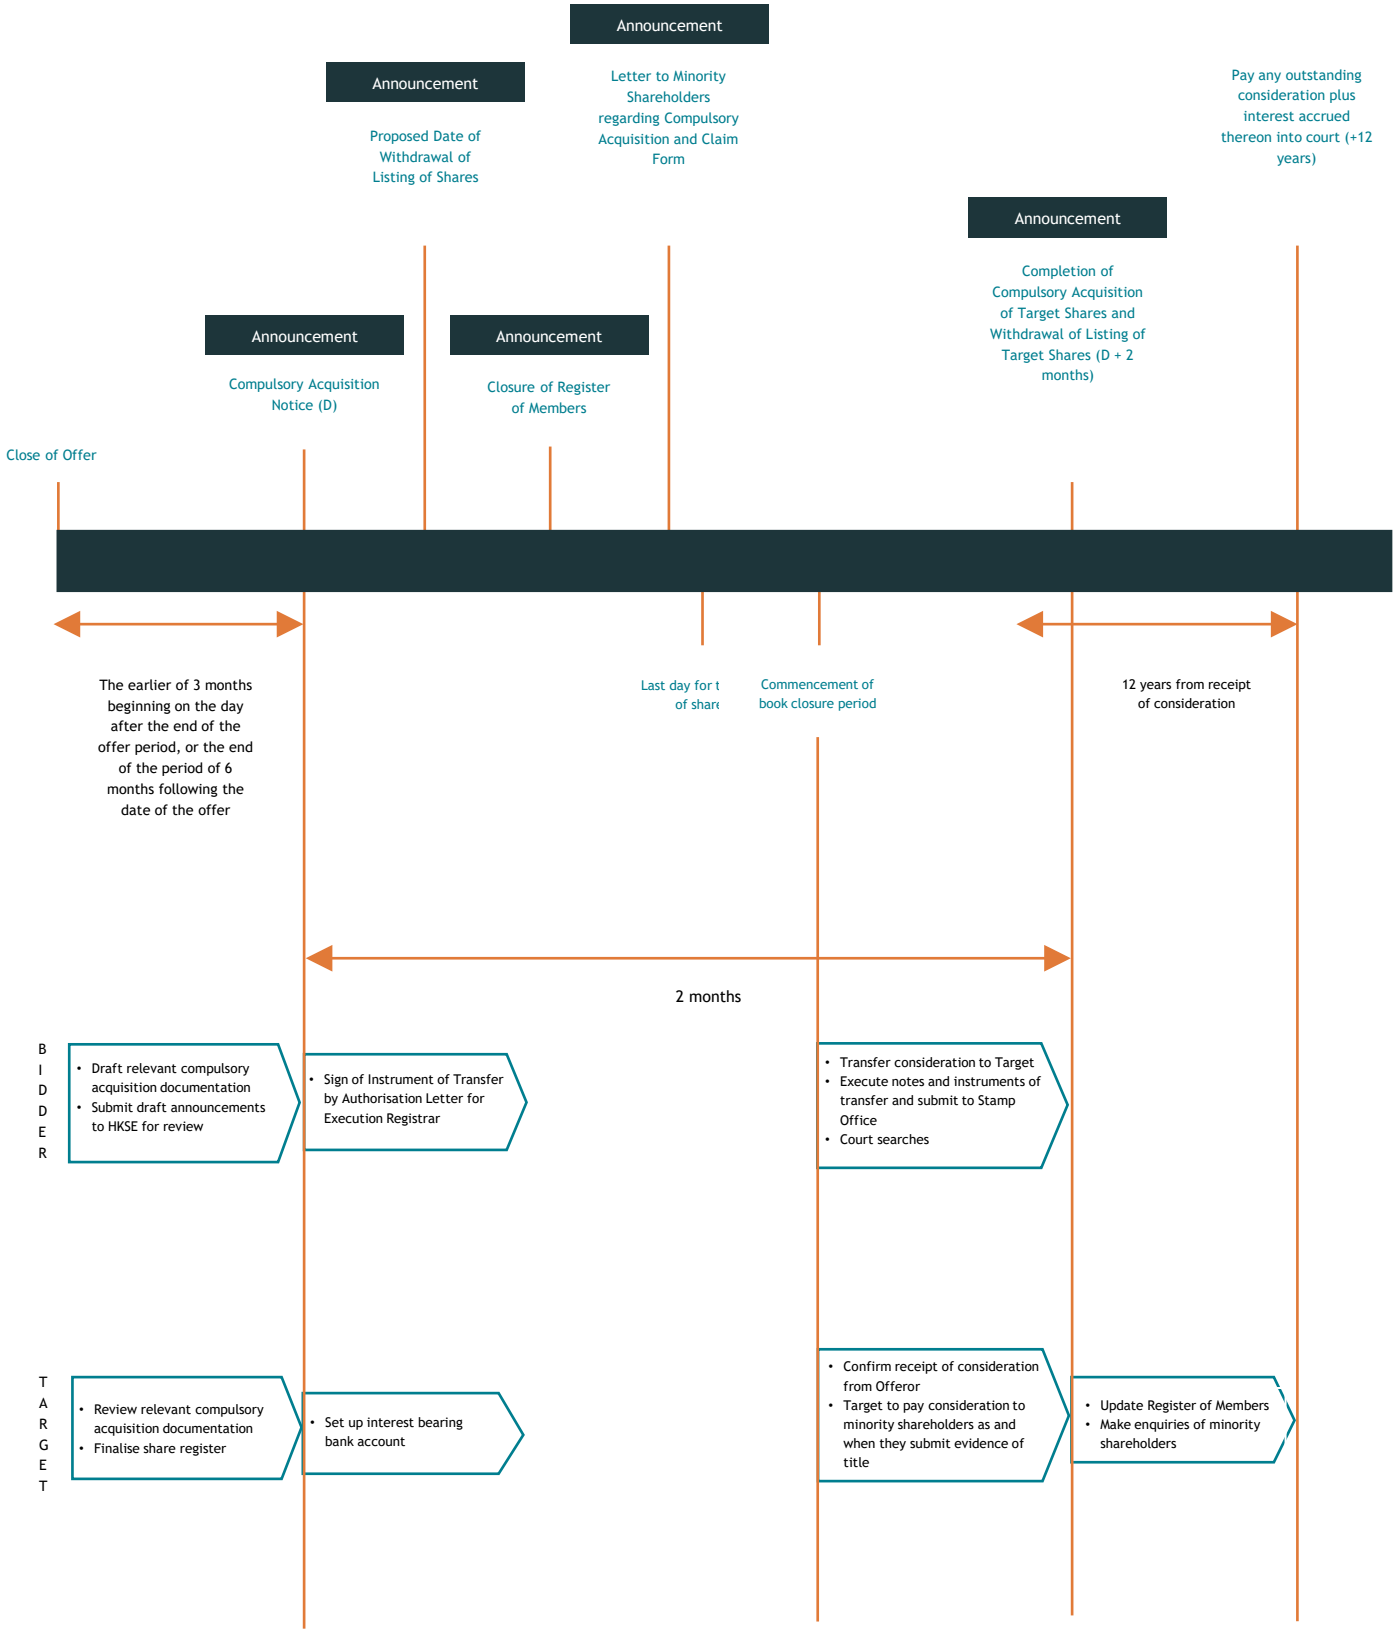 Announcement
Letter to Minority
Shareholders
regarding Compulsory
Acquisition and Claim
Form
Announcement
Proposed Date of
Withdrawal of
Listing of Shares
Pay any outstanding
consideration plus
interest accrued
thereon into court (+12
years)
Announcement
Completion of
Compulsory Acquisition
of Target Shares and
Withdrawal of Listing of
Target Shares (D + 2
months)
Announcement
Compulsory Acquisition
Notice (D)
Announcement
Closure of Register
of Members
Close of Offer
The earlier of 3 months
beginning on the day
after the end of the
offer period, or the end
of the period of 6
months following the
date of the offer
Last day for t
of share
Commencement of
book closure period
12 years from receipt
of consideration
2 months
B
I
D
D
E
R
• Draft relevant compulsory
acquisition documentation
• Submit draft announcements
to HKSE for review
• Sign of Instrument of Transfer
by Authorisation Letter for
Execution Registrar
• Transfer consideration to Target
• Execute notes and instruments of
transfer and submit to Stamp
Office
• Court searches
T
A
R
G
E
T
• Review relevant compulsory
acquisition documentation
• Finalise share register
• Set up interest bearing
bank account
• Confirm receipt of consideration
from Offeror
• Target to pay consideration to
minority shareholders as and
when they submit evidence of
title
• Update Register of Members
• Make enquiries of minority
shareholders